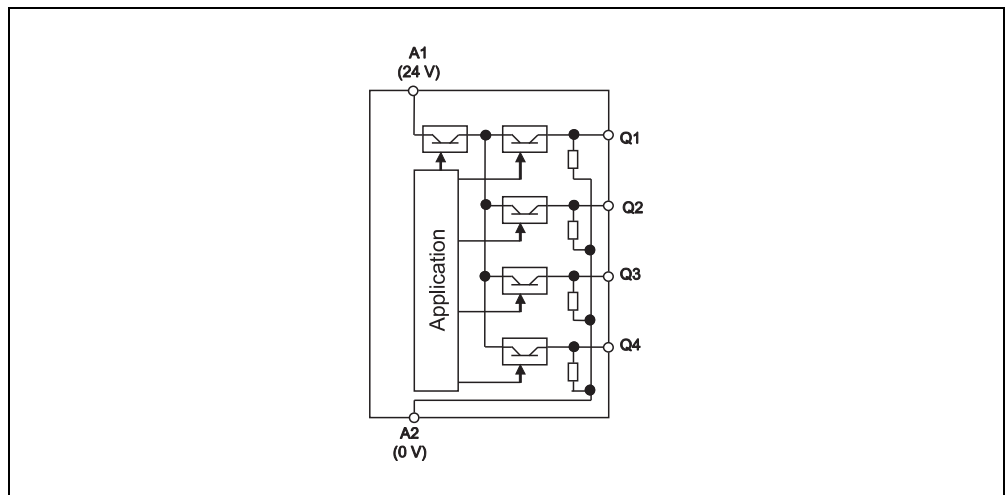 A1
(24 V)
Q1
Q2
Application
Q3
Q4
A2
(0 V)